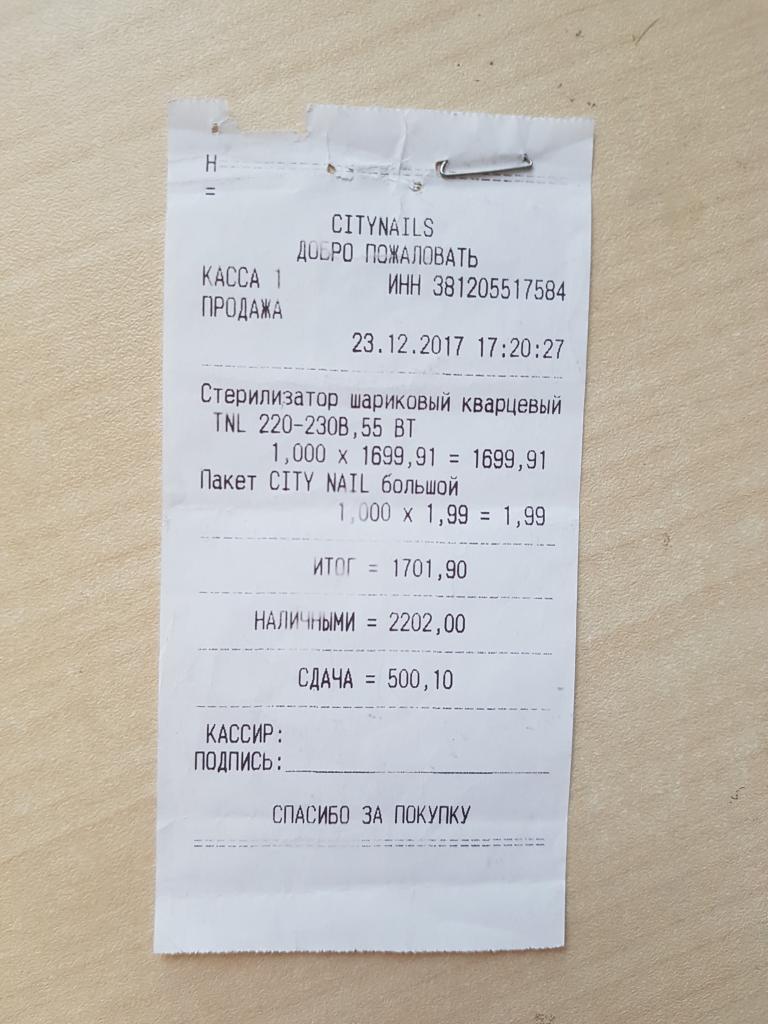 Н
=
CITYNAILS
ДОБРО ПОЖАЛОВАТЬ
КАССА 1 ИНН 381205517584
ПРОДАЖА
23.12.2017 17:20:27
Стерилизатор шариковый кварцевый
TNL 220-230В,55 ВТ
1,000 x 1699,91 = 1699,91
Пакет CITY NAIL большой
1,000 x 1,99 = 1,99
ИТОГ = 1701,90
НАЛИЧНЫМИ = 2202,00
СДАЧА = 500,10
КАССИР:
ПОДПИСЬ:
СПАСИБО ЗА ПОКУПКУ